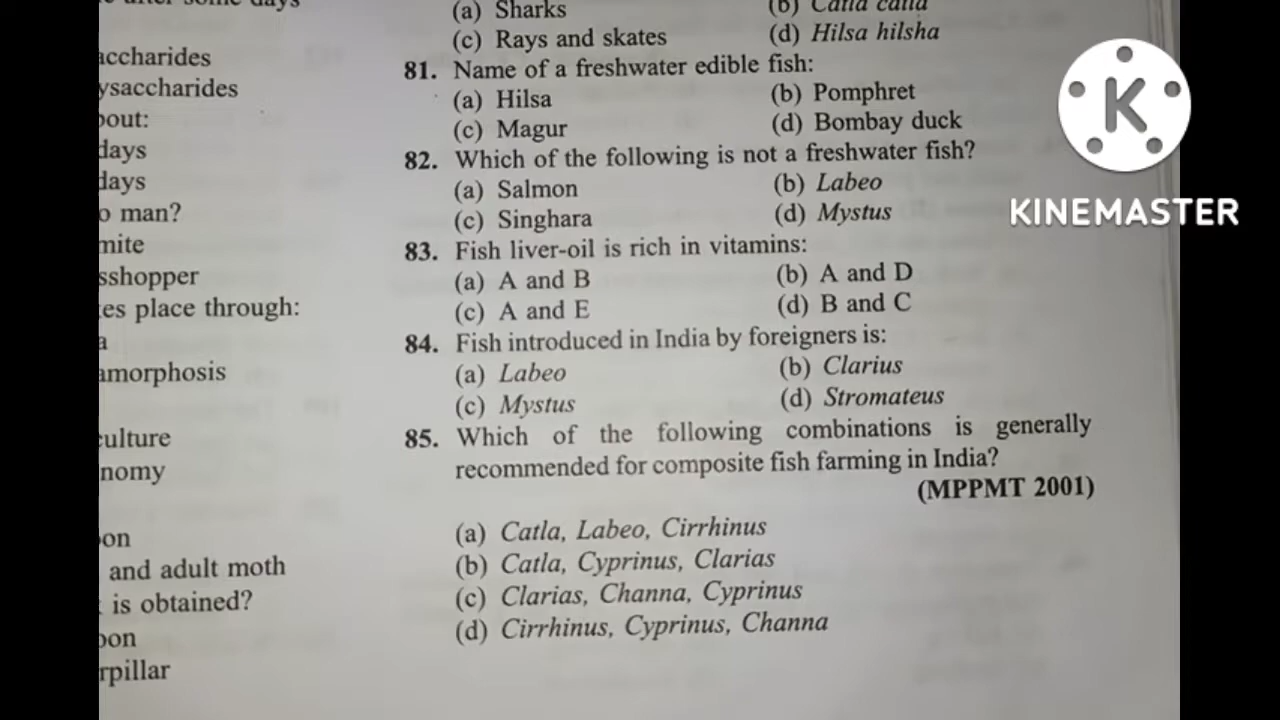 accharides
ysaccharides
out:
days
days
o man?
mite
sshopper
es place through:
a
amorphosis
culture
nomy
on
and adult moth
is obtained?
oon
rpillar
(a) Sharks (b) Catla catla
(c) Rays and skates (d) Hilsa hilsha
81. Name of a freshwater edible fish:
(a) Hilsa (b) Pomphret
(c) Magur (d) Bombay duck
82. Which of the following is not a freshwater fish?
(a) Salmon (b) Labeo
(c) Singhara (d) Mystus
83. Fish liver-oil is rich in vitamins:
(a) A and B (b) A and D
(c) A and E (d) B and C
84. Fish introduced in India by foreigners is:
(a) Labeo (b) Clarius
(c) Mystus (d) Stromateus
85. Which of the following combinations is generally
recommended for composite fish farming in India?
(MPPMT 2001)
(a) Catla, Labeo, Cirrhinus
(b) Catla, Cyprinus, Clarias
(c) Clarias, Channa, Cyprinus
(d) Cirrhinus, Cyprinus, Channa
K
KINEMASTER